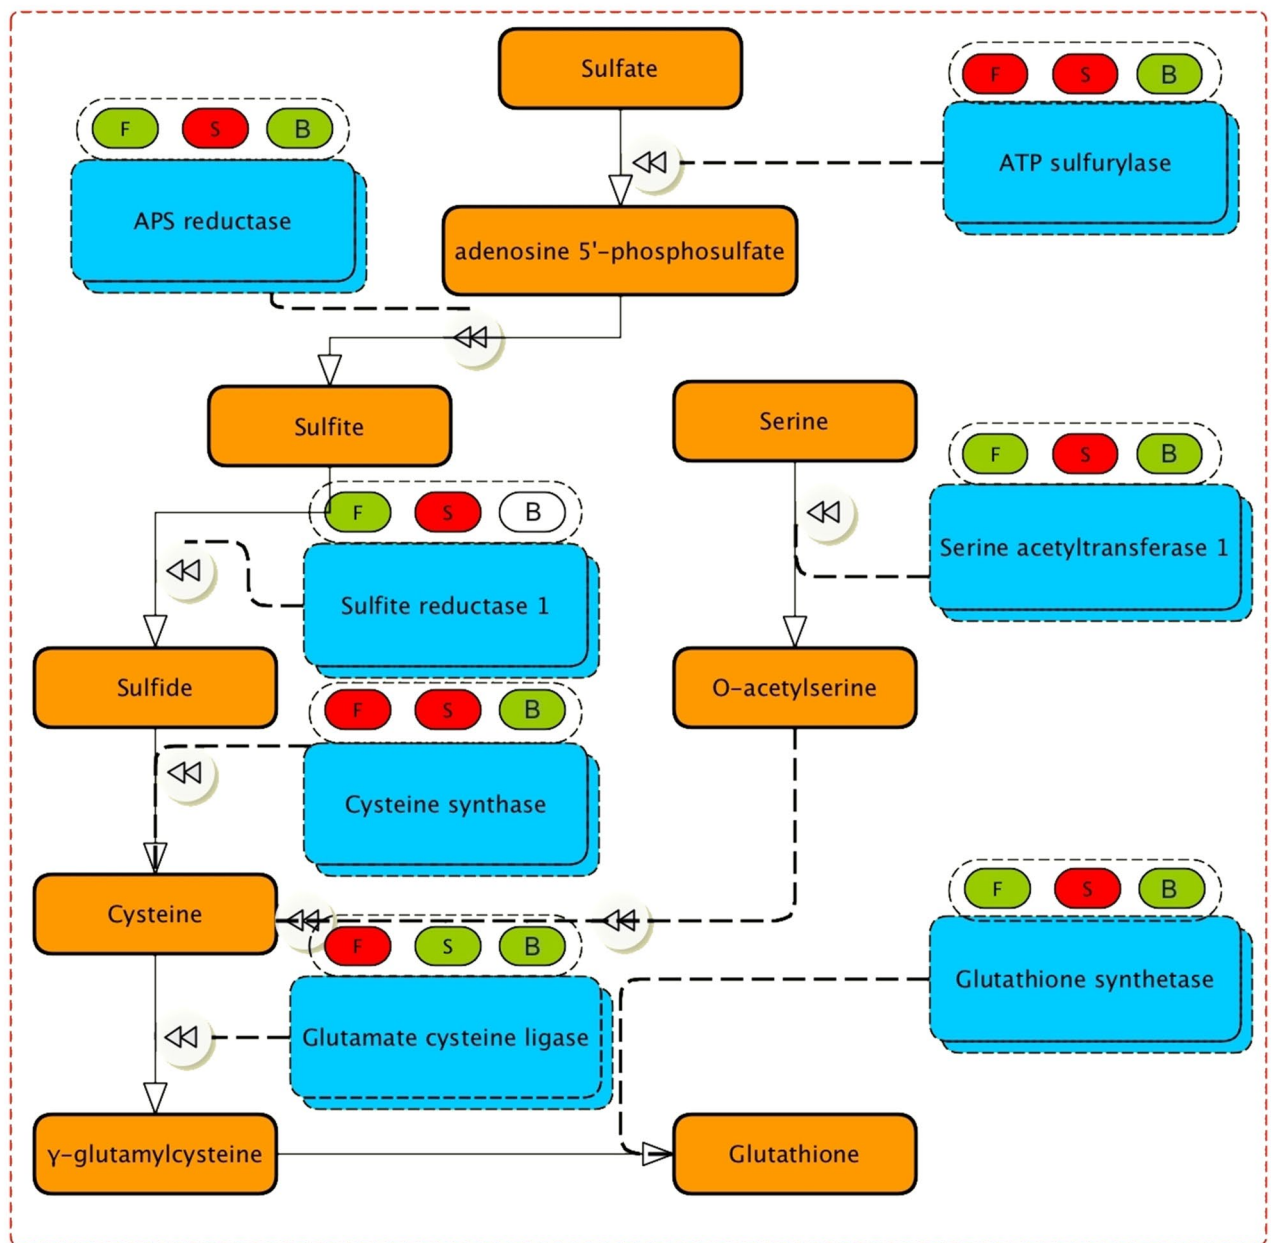 Sulfate
F S B
ATP sulfurylase
F S B
APS reductase
adenosine 5'-phosphosulfate
Sulfite
Serine
F S B
Serine acetyltransferase 1
F S B
Sulfite reductase 1
Sulfide
O-acetylserine
F S B
Cysteine synthase
Cysteine
F S B
Glutathione synthetase
F S B
Glutamate cysteine ligase
γ-glutamylcysteine
Glutathione